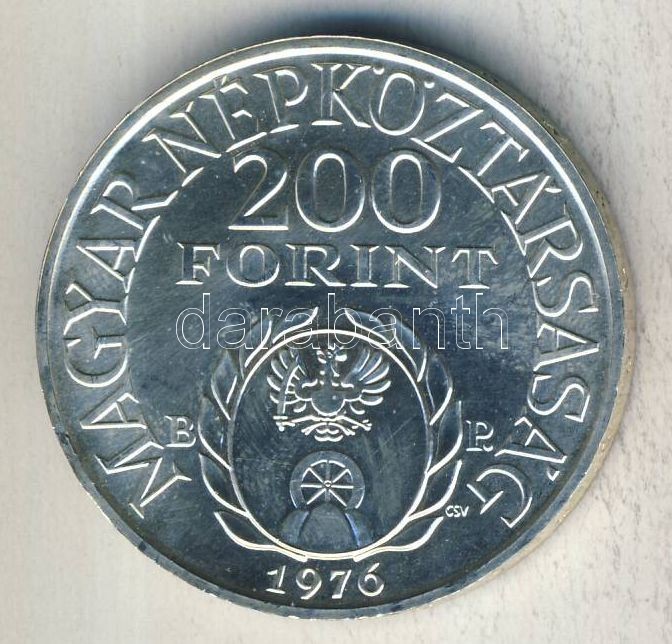 MAGYAR NÉPKÖZTÁRSASÁG
200
FORINT
darabanth
B P.
CSV
1976